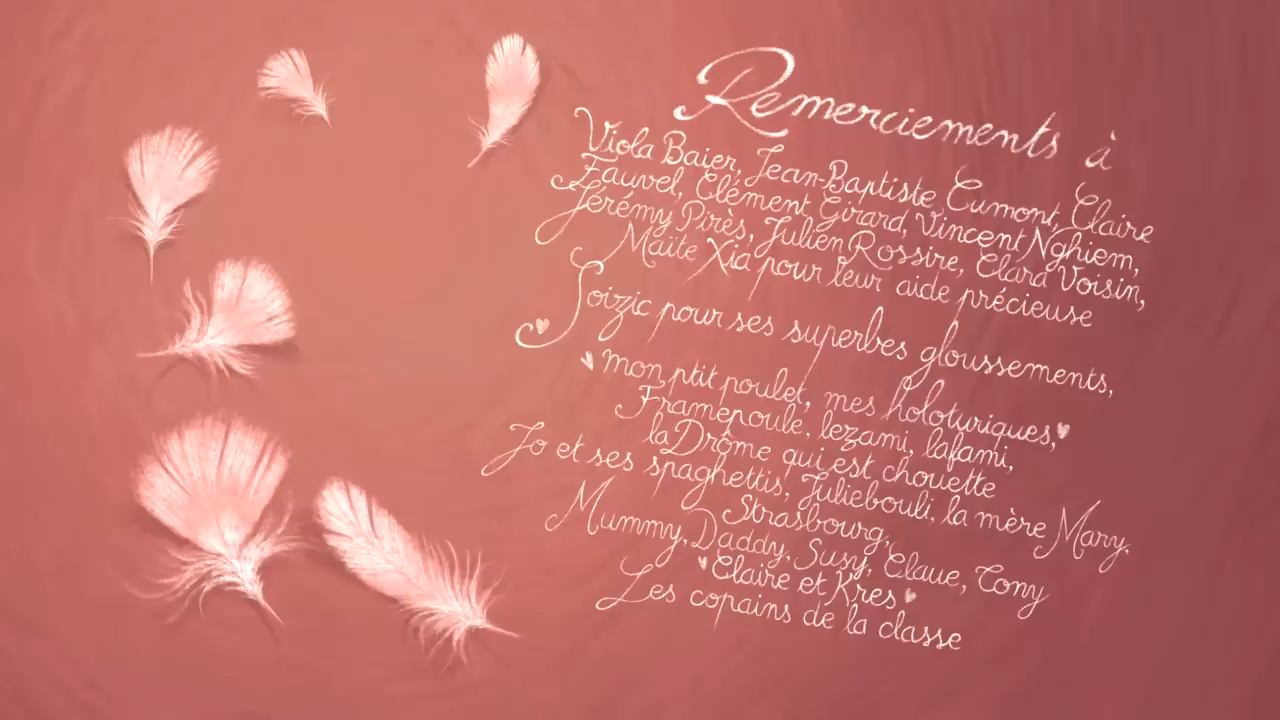 Remerciements à
Viola Baier, Jean-Baptiste Cumont, Claire
Fauvel, Clément Girard, Vincent Nghiem,
Jérémy Pirès, Julien Rossire, Clara Voisin,
Maite Xia pour leur aide précieuse
Soizic pour ses superbes gloussements,
mon ptit poulet, mes holoturiques,
Framepoule, lezami, lafami,
la Drôme qui est chouette
Jo et ses spaghettis, Juliebouli, la mère Mary,
Strasbourg,
Mummy, Daddy, Susy, Claue, Tony
Claire et Kres
Les copains de la classe